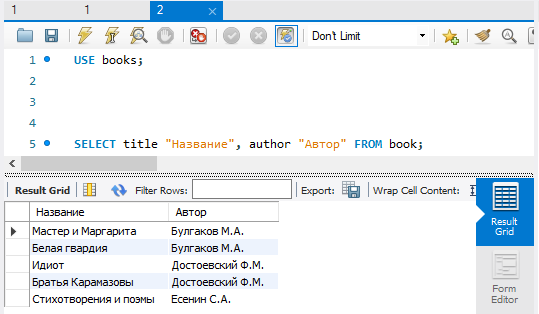 1 1 2 x
Don't Limit
1 USE books;
2
3
4
5 SELECT title "Название", author "Автор" FROM book;
Result Grid Filter Rows: Export: Wrap Cell Content:
Название Автор
Мастер и Маргарита Булгаков М.А.
Белая гвардия Булгаков М.А.
Идиот Достоевский Ф.М.
Братья Карамазовы Достоевский Ф.М.
Стихотворения и поэмы Есенин С.А.
Result
Grid
Form
Editor